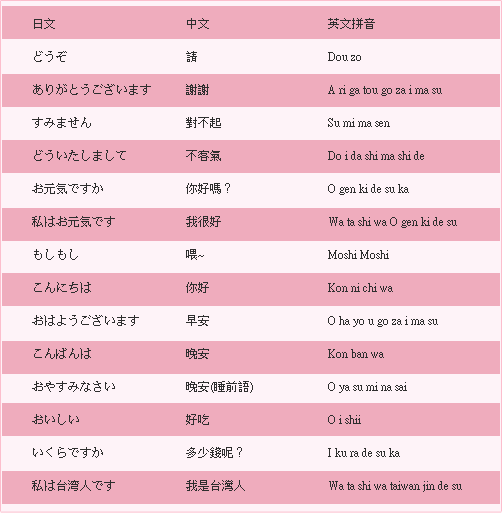 日文 中文 英文拼音
どうぞ 請 Dou zo
ありがとうございます 謝謝 A ri ga tou go za i ma su
すみません 對不起 Su mi ma sen
どういたしまして 不客氣 Do i da shi ma shi de
お元気ですか 你好嗎？ O gen ki de su ka
私はお元気です 我很好 Wa ta shi wa O gen ki de su
もしもし 喂~ Moshi Moshi
こんにちは 你好 Kon ni chi wa
おはようございます 早安 O ha yo u go za i ma su
こんばんは 晚安 Kon ban wa
おやすみなさい 晚安(睡前語) O ya su mi na sai
おいしい 好吃 O i shii
いくらですか 多少錢呢？ I ku ra de su ka
私は台湾人です 我是台灣人 Wa ta shi wa taiwan jin de su